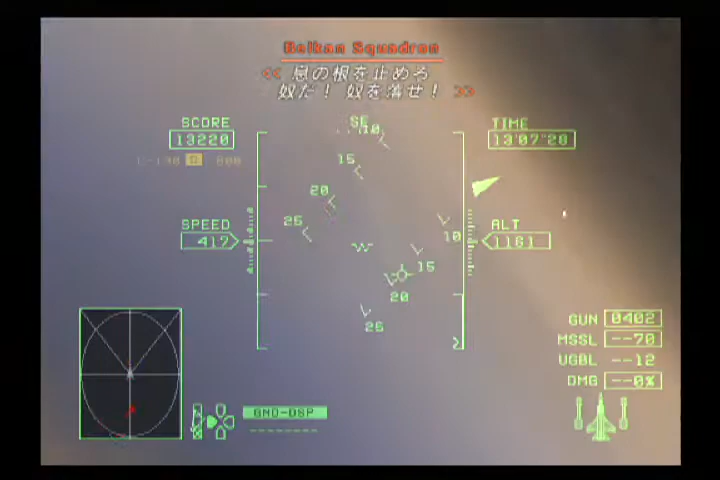 Belkan Squadron
<< 息の根を止めろ
奴だ! 奴を落せ! >>
SCORE
13220
TIME
13'07"28
SE
10
15
20
25
SPEED
417
ALT
1161
10
15
20
25
GUN 0402
MSSL --70
UGBL --12
DMG --0%
GND-DSP
--------